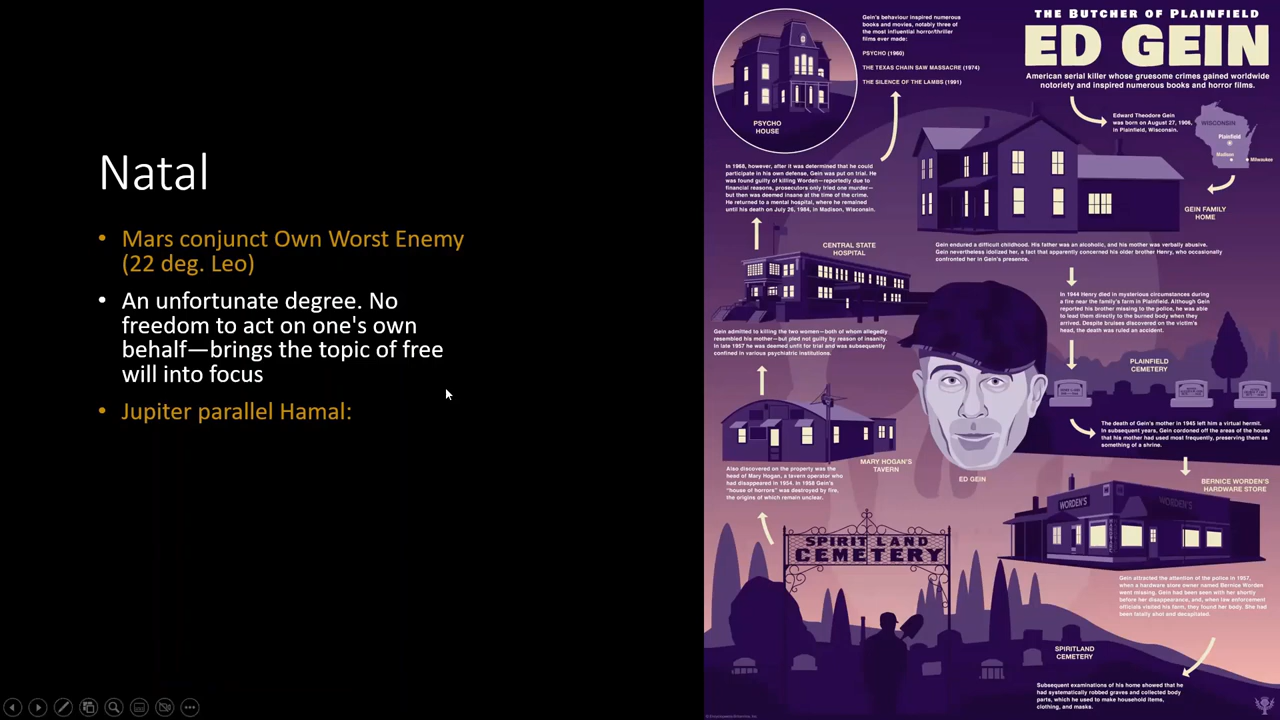 Natal
• Mars conjunct Own Worst Enemy
(22 deg. Leo)
• An unfortunate degree. No
freedom to act on one's own
behalf—brings the topic of free
will into focus
• Jupiter parallel Hamal:
THE BUTCHER OF PLAINFIELD
ED GEIN
American serial killer whose gruesome crimes gained worldwide
notoriety and inspired numerous books and horror films.
Edward Theodore Gein
was born on August 27, 1906,
in Plainfield, Wisconsin.
WISCONSIN
Plainfield
Madison
Milwaukee
GEIN FAMILY
HOME
Gein endured a difficult childhood. His father was an alcoholic, and his mother was verbally abusive.
Gein nevertheless idolized her, a fact that apparently concerned his older brother Henry, who occasionally
confronted her in Gein's presence.
In 1944 Henry died in mysterious circumstances during
a fire near the family's farm in Plainfield. Although Gein
reported his brother missing to the police, he was able
to lead them directly to the burned body when they
arrived. Despite bruises discovered on the victim's
head, the death was ruled an accident.
PLAINFIELD
CEMETERY
The death of Gein's mother in 1945 left him a virtual hermit.
In subsequent years, Gein cordoned off the areas of the house
that his mother had used most frequently, preserving them as
something of a shrine.
BERNICE WORDEN'S
HARDWARE STORE
WORDEN'S
WORDEN'S
Gein attracted the attention of the police in 1957,
when a hardware store owner named Bernice Worden
went missing. Gein had been seen with her shortly
before her disappearance, and, when law enforcement
officials visited his farm, they found her body. She had
been fatally shot and decapitated.
SPIRITLAND
CEMETERY
Subsequent examinations of his home showed that he
had systematically robbed graves and collected body
parts, which he used to make household items,
clothing, and masks.
SPIRIT LAND
CEMETERY
Also discovered on the property was the
head of Mary Hogan, a tavern operator who
had disappeared in 1954. In 1958 Gein's
"house of horrors" was destroyed by fire,
the origins of which remain unclear.
MARY HOGAN'S
TAVERN
ED GEIN
Gein admitted to killing the two women—both of whom allegedly
resembled his mother—but pled not guilty by reason of insanity.
In late 1957 he was deemed unfit for trial and was subsequently
confined in various psychiatric institutions.
CENTRAL STATE
HOSPITAL
In 1968, however, after it was determined that he could
participate in his own defense, Gein was put on trial. He
was found guilty of killing Worden—reportedly due to
financial reasons, prosecutors only tried one murder—
but then was deemed insane at the time of the crime.
He returned to a mental hospital, where he remained
until his death on July 26, 1984, in Madison, Wisconsin.
PSYCHO
HOUSE
Gein's behaviour inspired numerous
books and movies, notably three of
the most influential horror/thriller
films ever made:
PSYCHO (1960)
THE TEXAS CHAIN SAW MASSACRE (1974)
THE SILENCE OF THE LAMBS (1991)